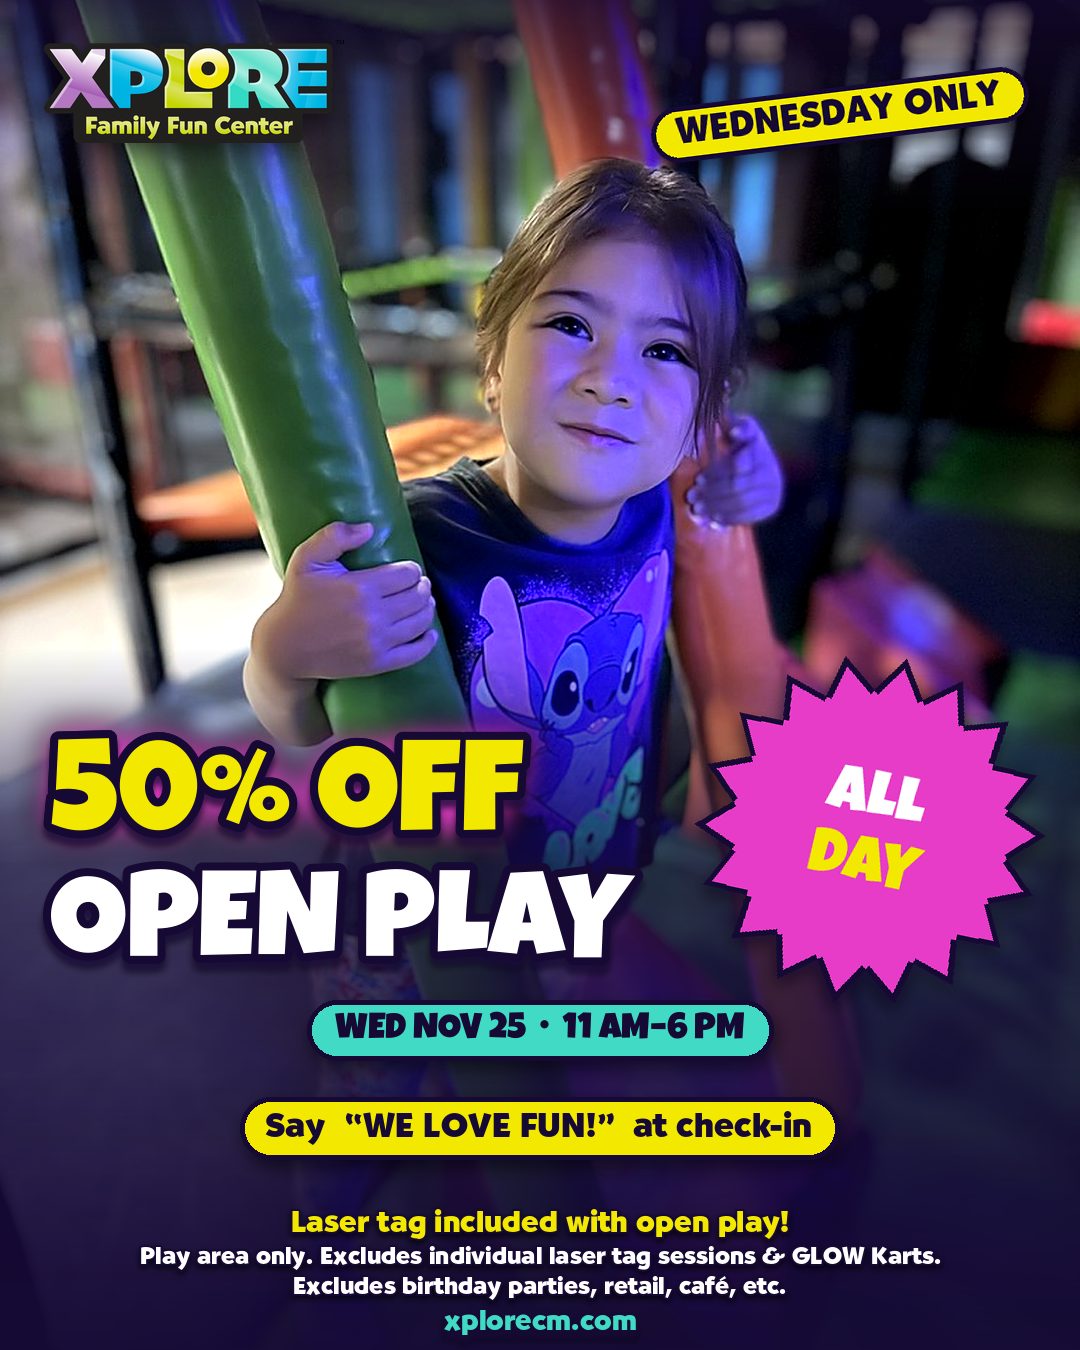 XPLORE™
Family Fun Center
WEDNESDAY ONLY
50% OFF
OPEN PLAY
ALL
DAY
WED NOV 25 • 11 AM–6 PM
Say “WE LOVE FUN!” at check-in
Laser tag included with open play!
Play area only. Excludes individual laser tag sessions & GLOW Karts.
Excludes birthday parties, retail, café, etc.
xplorecm.com